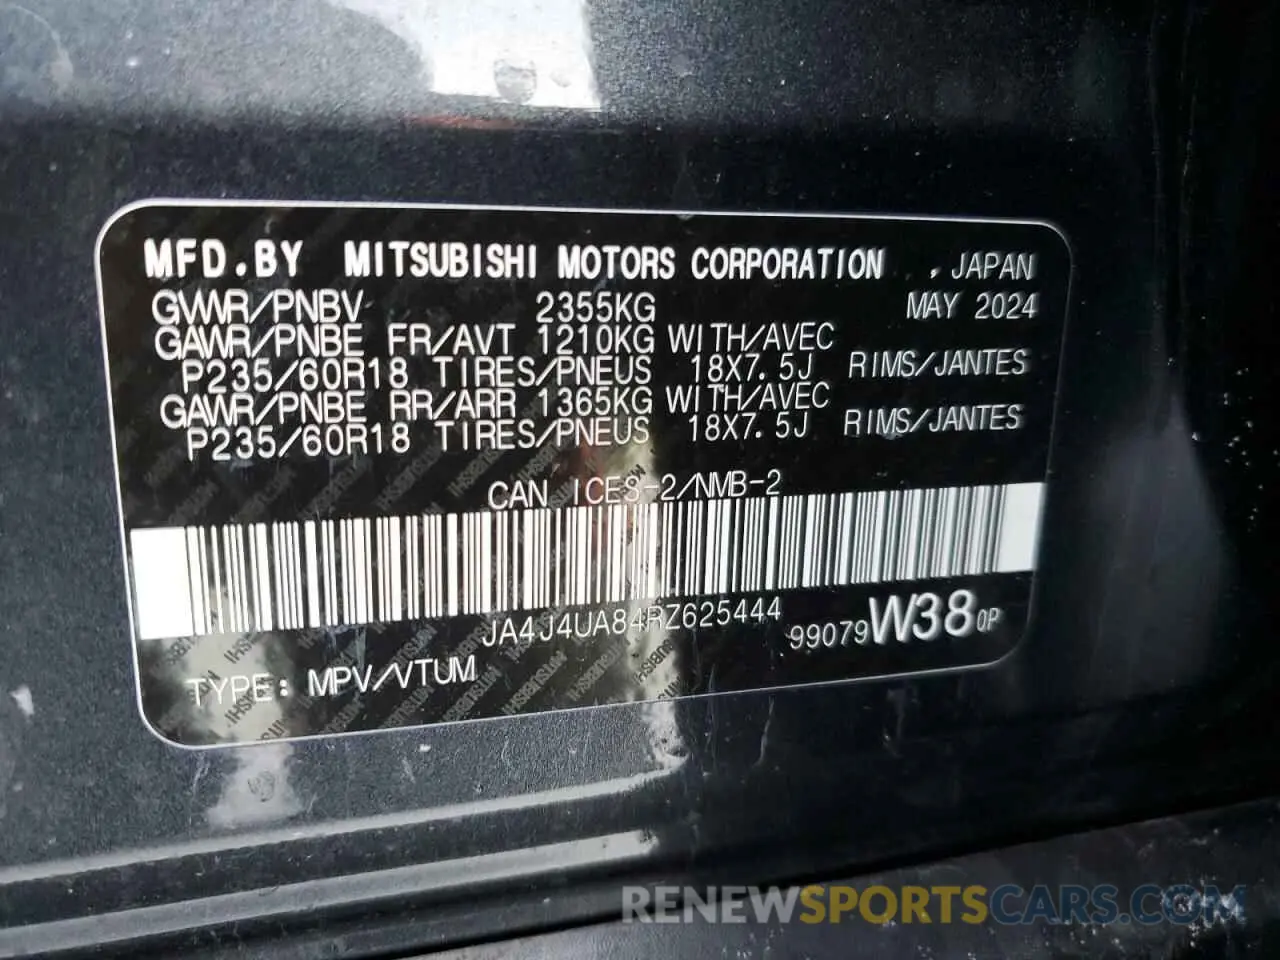 MFD.BY MITSUBISHI MOTORS CORPORATION , JAPAN
GVWR/PNBV 2355KG MAY 2024
GAWR/PNBE FR/AVT 1210KG WITH/AVEC
P235/60R18 TIRES/PNEUS 18X7.5J RIMS/JANTES
GAWR/PNBE RR/ARR 1365KG WITH/AVEC
P235/60R18 TIRES/PNEUS 18X7.5J RIMS/JANTES
CAN ICES-2/NMB-2
JA4J4UA84RZ625444
99079W38 0P
TYPE: MPV/VTUM
RENEWSPORTSCARS.COM